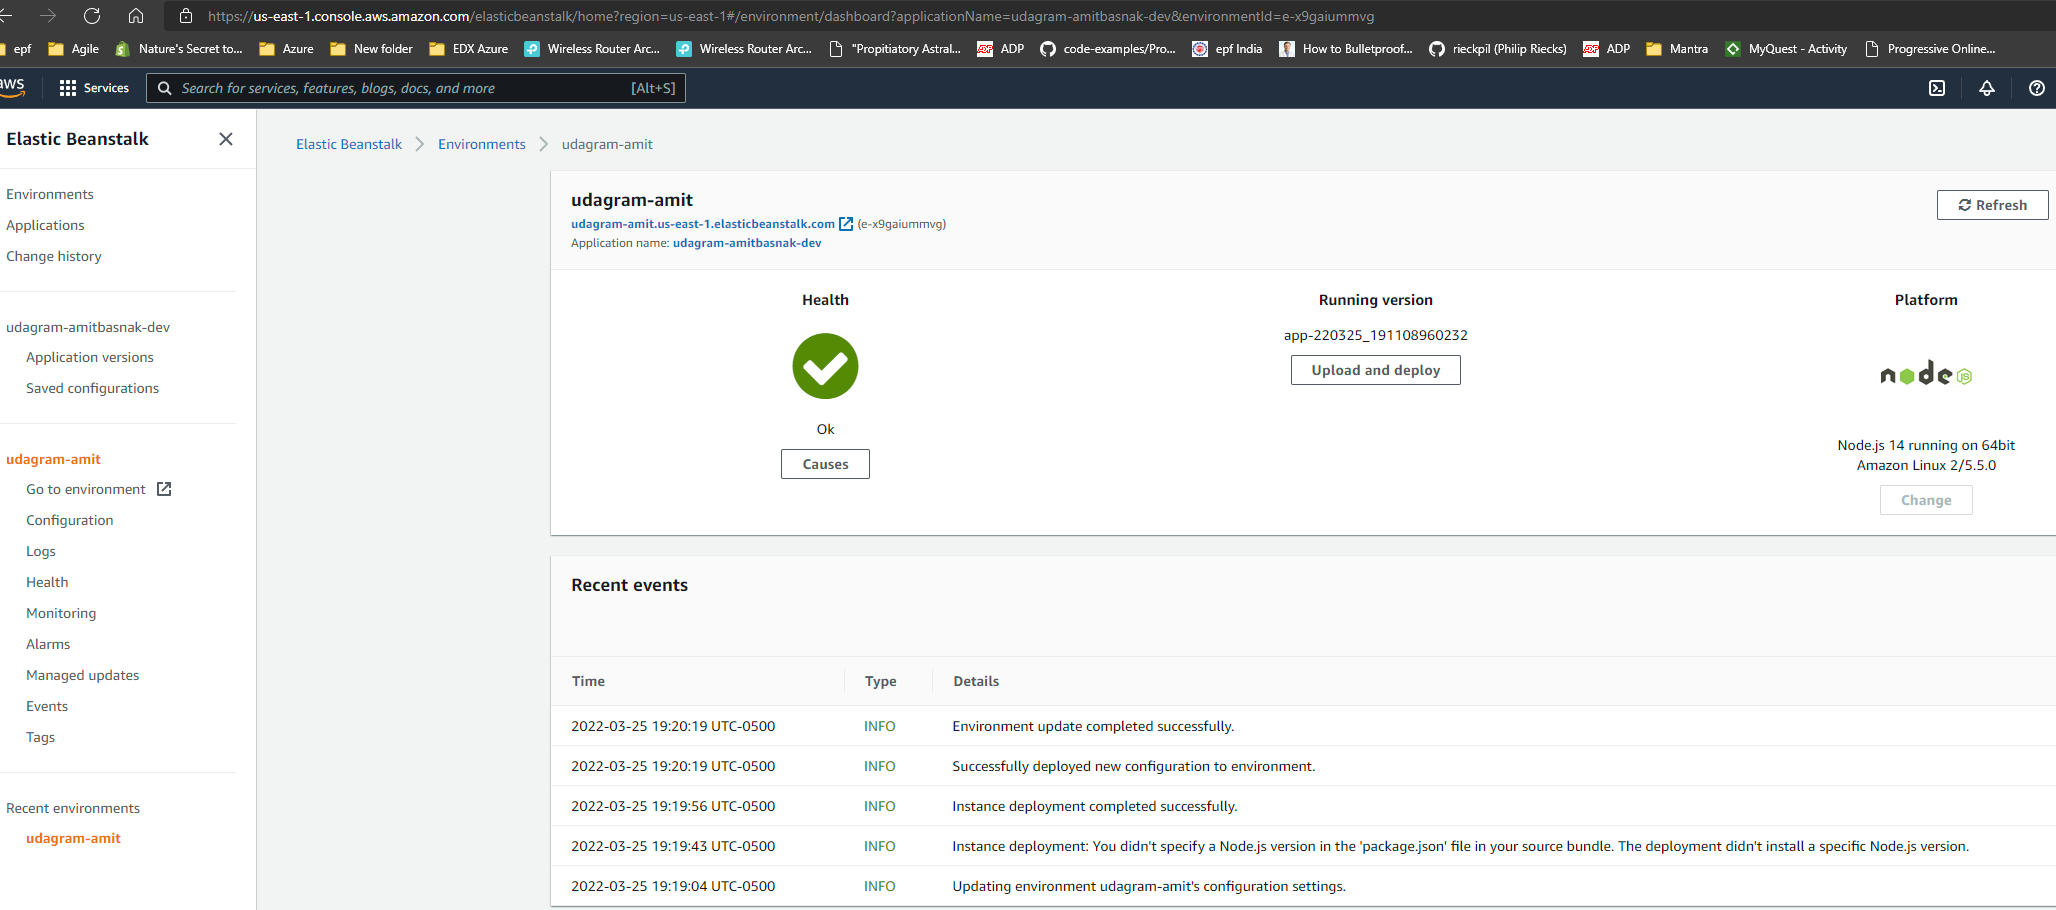 https://us-east-1.console.aws.amazon.com/elasticbeanstalk/home?region=us-east-1#/environment/dashboard?applicationName=udagram-amitbasnak-dev&environmentId=e-x9gaiummvg
epf Agile Nature's Secret to... Azure New folder EDX Azure Wireless Router Arc... Wireless Router Arc... "Propitiatory Astral... ADP code-examples/Pro... epf India How to Bulletproof... rieckpil (Philip Riecks) ADP Mantra MyQuest - Activity Progressive Online...
aws Services Search for services, features, blogs, docs, and more [Alt+S]
Elastic Beanstalk
Environments
Applications
Change history
udagram-amitbasnak-dev
Application versions
Saved configurations
udagram-amit
Go to environment
Configuration
Logs
Health
Monitoring
Alarms
Managed updates
Events
Tags
Recent environments
udagram-amit
Elastic Beanstalk Environments udagram-amit
udagram-amit
Refresh
udagram-amit.us-east-1.elasticbeanstalk.com (e-x9gaiummvg)
Application name: udagram-amitbasnak-dev
Health
Ok
Causes
Running version
app-220325_191108960232
Upload and deploy
Platform
node JS
Node.js 14 running on 64bit
Amazon Linux 2/5.5.0
Change
Recent events
Time Type Details
2022-03-25 19:20:19 UTC-0500 INFO Environment update completed successfully.
2022-03-25 19:20:19 UTC-0500 INFO Successfully deployed new configuration to environment.
2022-03-25 19:19:56 UTC-0500 INFO Instance deployment completed successfully.
2022-03-25 19:19:43 UTC-0500 INFO Instance deployment: You didn't specify a Node.js version in the 'package.json' file in your source bundle. The deployment didn't install a specific Node.js version.
2022-03-25 19:19:04 UTC-0500 INFO Updating environment udagram-amit's configuration settings.